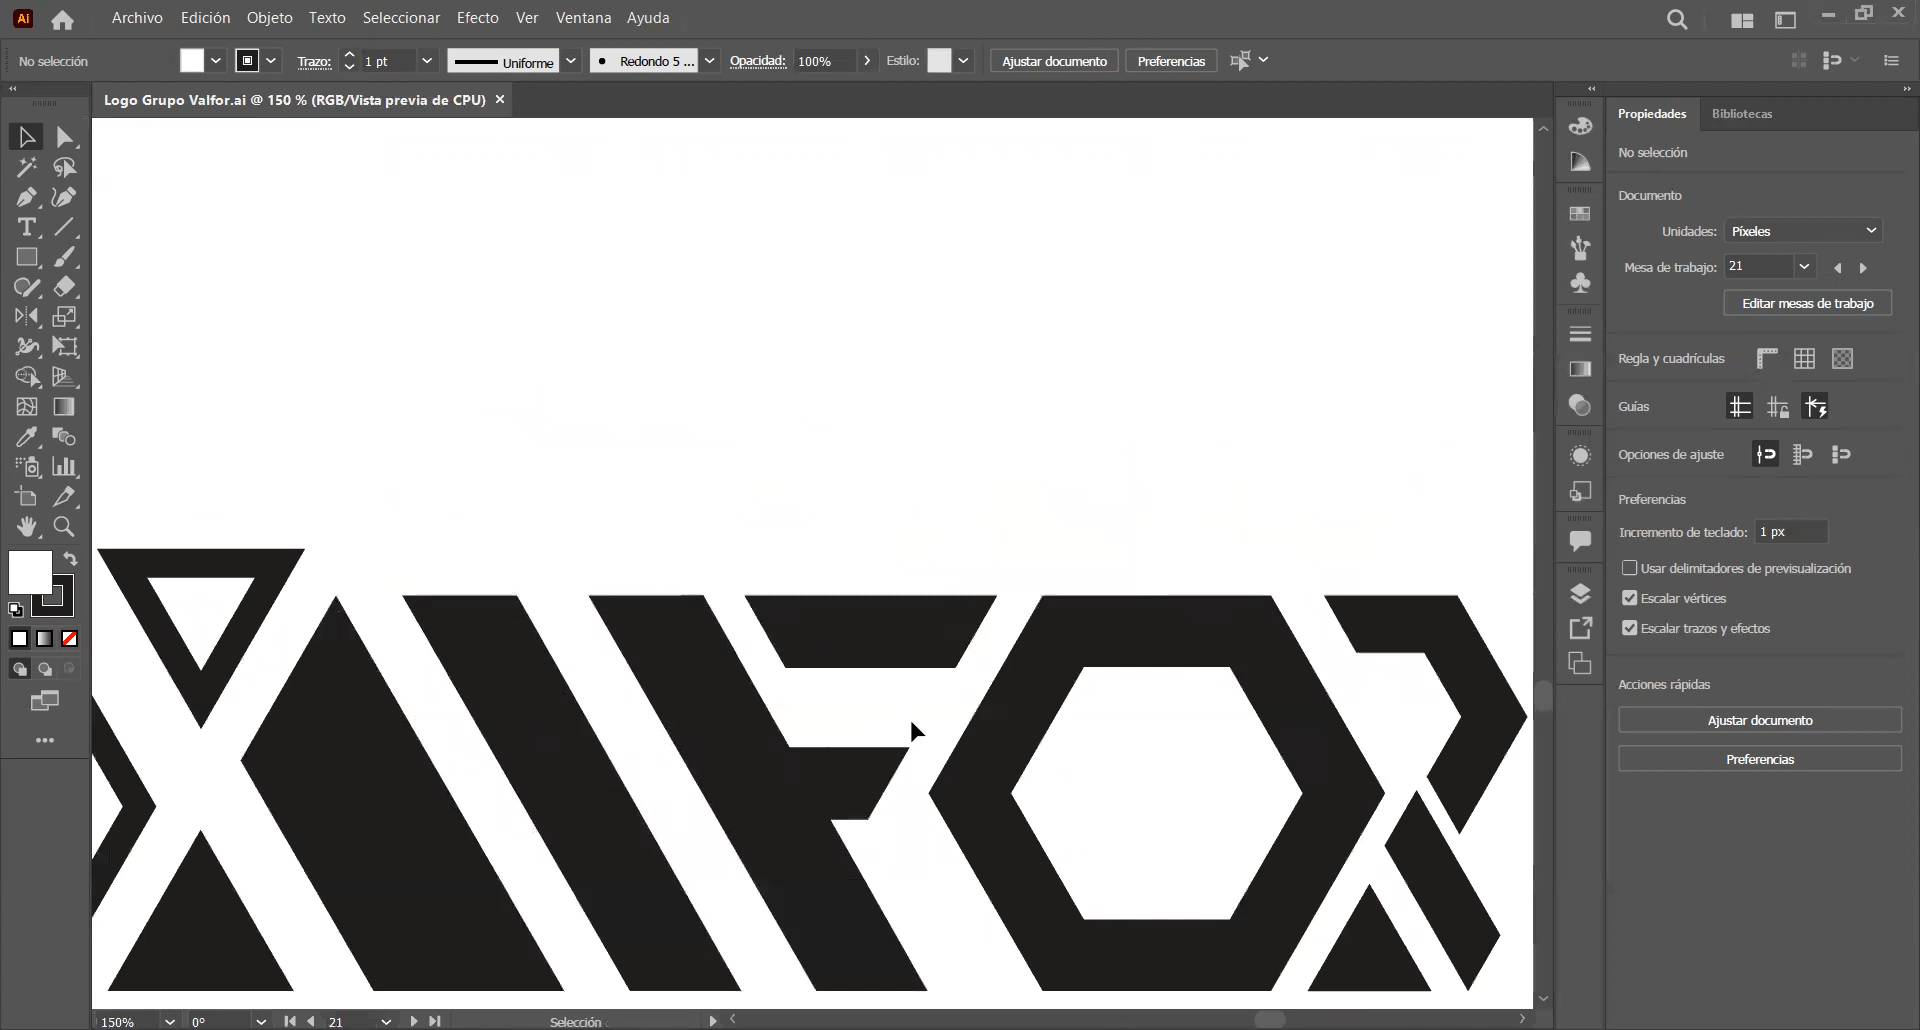 Ai Archivo Edición Objeto Texto Seleccionar Efecto Ver Ventana Ayuda
No selección Trazo: 1 pt Uniforme Redondo 5 ... Opacidad: 100% Estilo: Ajustar documento Preferencias
Logo Grupo Valfor.ai @ 150 % (RGB/Vista previa de CPU)
Propiedades Bibliotecas
No selección
Documento
Unidades: Píxeles
Mesa de trabajo: 21
Editar mesas de trabajo
Regla y cuadrículas
Guías
Opciones de ajuste
Preferencias
Incremento de teclado: 1 px
Usar delimitadores de previsualización
Escalar vértices
Escalar trazos y efectos
Acciones rápidas
Ajustar documento
Preferencias
150% 0° 21 Selección